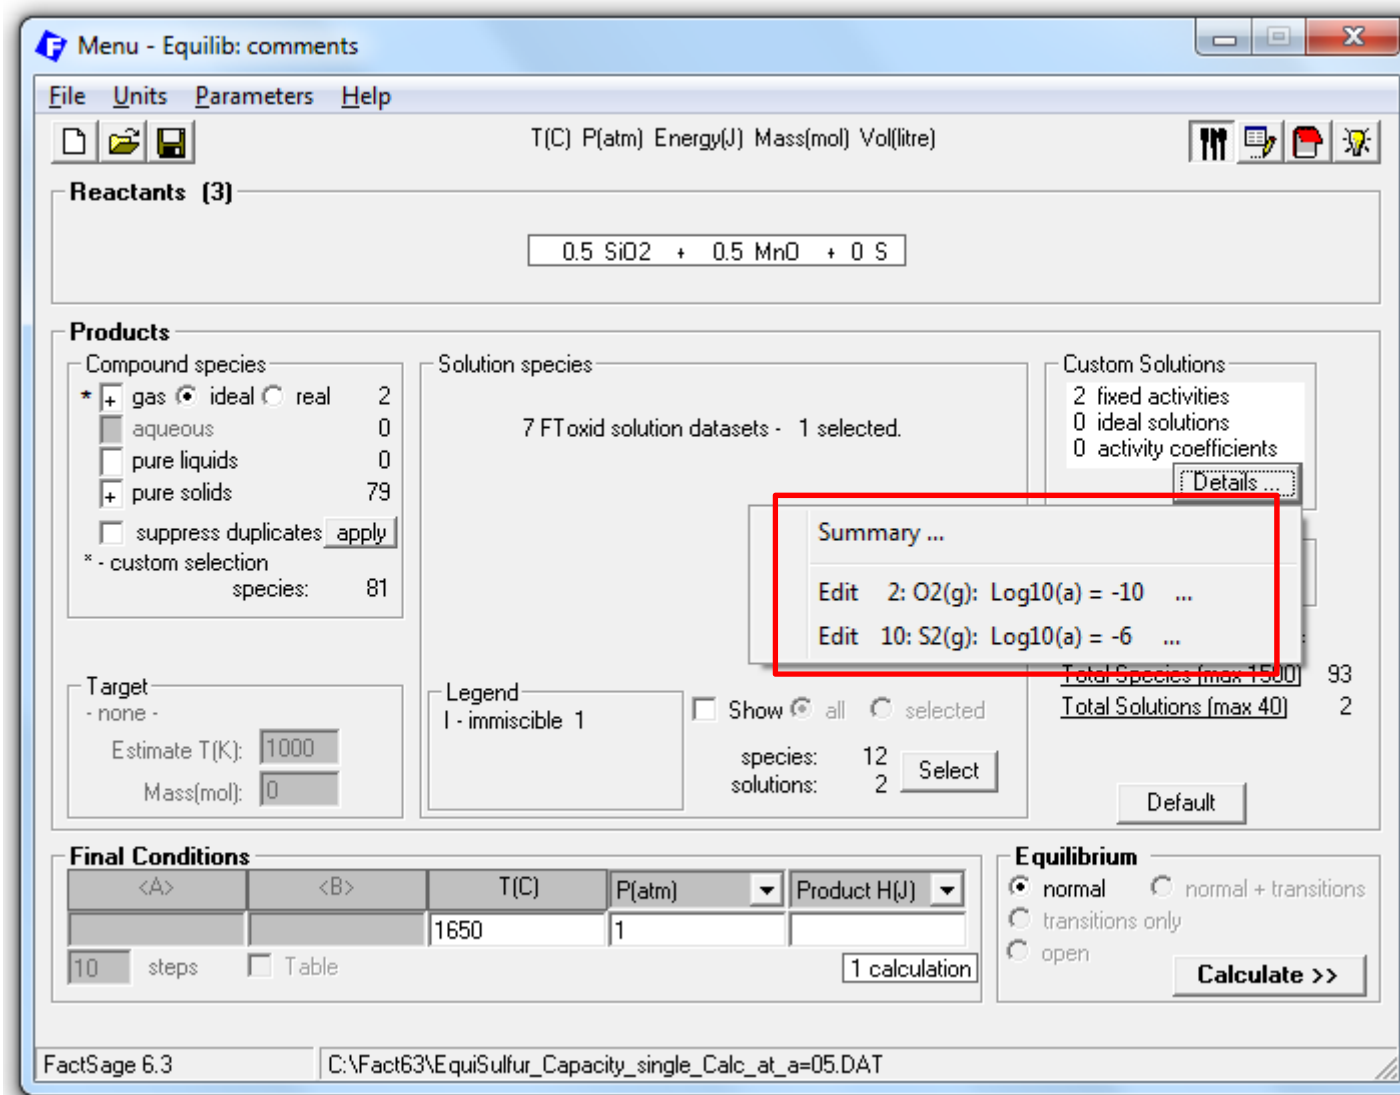 Menu - Equilib: comments
File Units Parameters Help
T(C) P(atm) Energy(J) Mass(mol) Vol(litre)
Reactants (3)
0.5 SiO2 + 0.5 MnO + 0 S
Products
Compound species
* + gas ideal real 2
aqueous 0
pure liquids 0
+ pure solids 79
suppress duplicates apply
* - custom selection
species: 81
Target
- none -
Estimate T(K): 1000
Mass(mol): 0
Solution species
7 FToxid solution datasets - 1 selected.
Legend
I - immiscible 1
Show all selected
species: 12
solutions: 2
Select
Custom Solutions
2 fixed activities
0 ideal solutions
0 activity coefficients
Details ...
Summary ...
Edit 2: O2(g): Log10(a) = -10 ...
Edit 10: S2(g): Log10(a) = -6 ...
Total Species (max 1500) 93
Total Solutions (max 40) 2
Default
Final Conditions
<A> <B> T(C) P(atm) Product H(J)
1650 1
10 steps Table
1 calculation
Equilibrium
normal normal + transitions
transitions only
open
Calculate >>
FactSage 6.3 C:\Fact63\EquiSulfur_Capacity_single_Calc_at_a=05.DAT